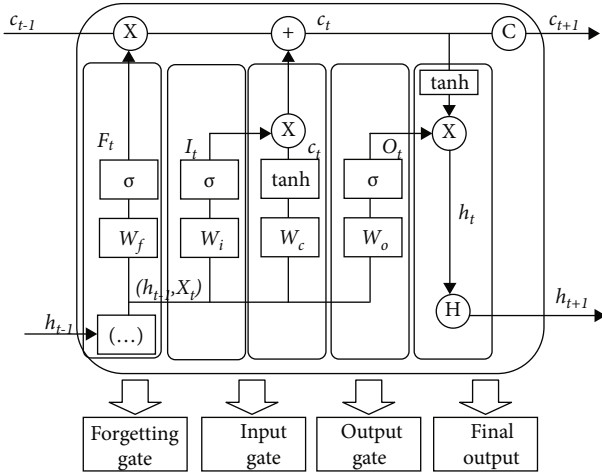 c_{t-1} X + c_t C c_{t+1}
tanh
F_t I_t X c_t O_t X
σ σ tanh σ
h_t
W_f W_i W_c W_o
(h_{t-1},X_t)
h_{t-1} (...) H h_{t+1}
Forgetting gate
Input gate
Output gate
Final output